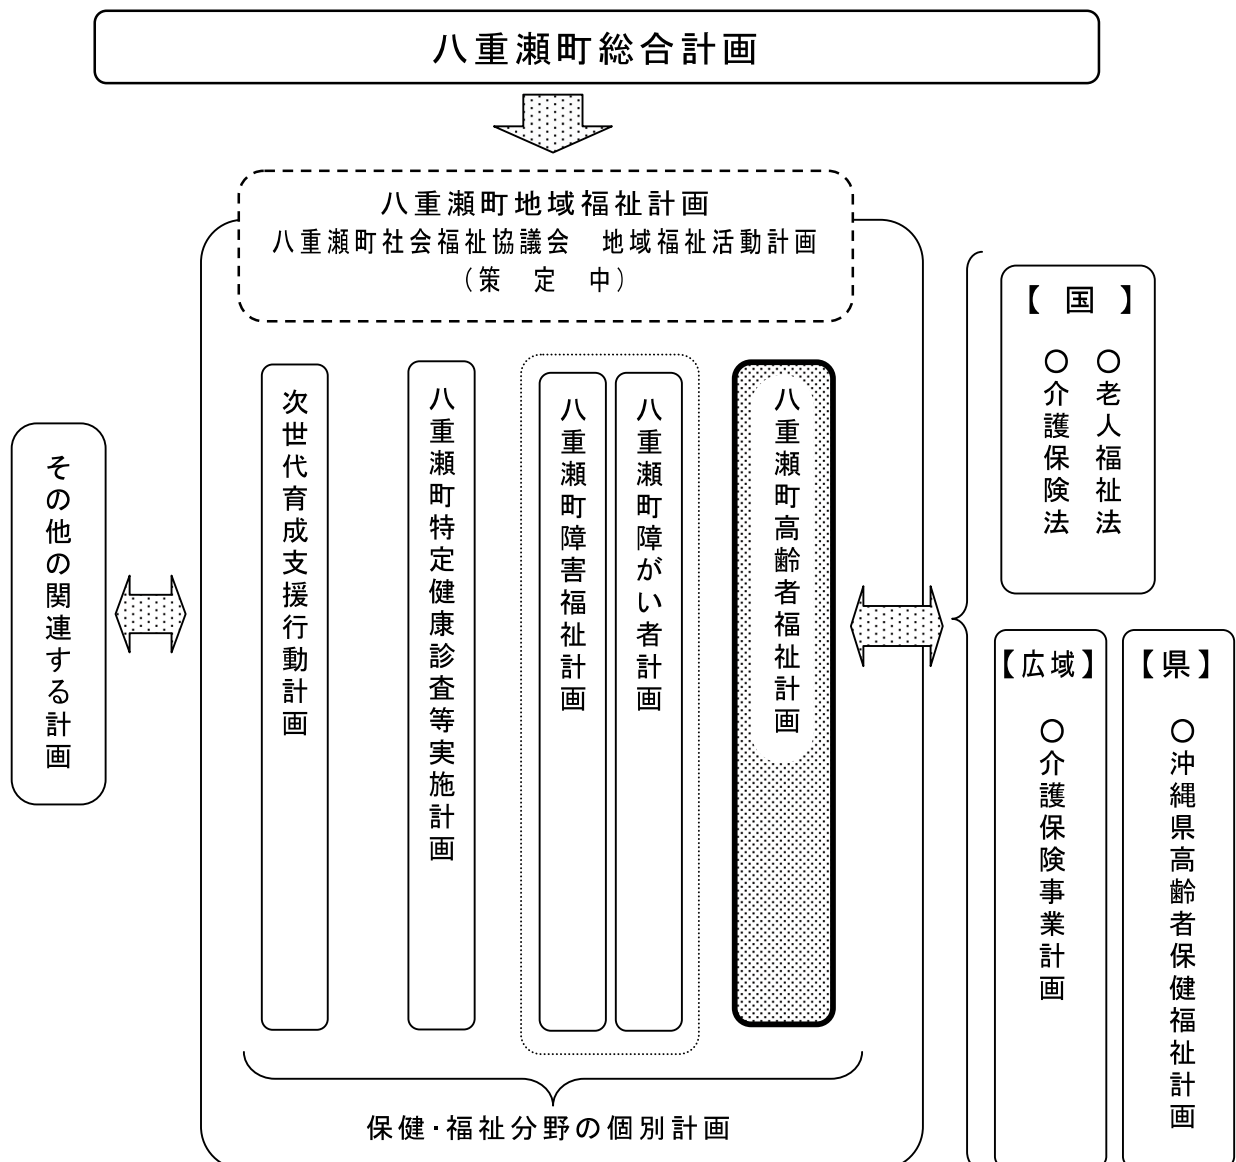 八重瀬町総合計画
八重瀬町地域福祉計画
八重瀬町社会福祉協議会　地域福祉活動計画
（策　定　中）
次世代育成支援行動計画
八重瀬町特定健康診査等実施計画
八重瀬町障害福祉計画
八重瀬町障がい者計画
八重瀬町高齢者福祉計画
保健・福祉分野の個別計画
その他の関連する計画
【　国　】
〇老人福祉法
〇介護保険法
【広域】
〇介護保険事業計画
【県】
〇沖縄県高齢者保健福祉計画